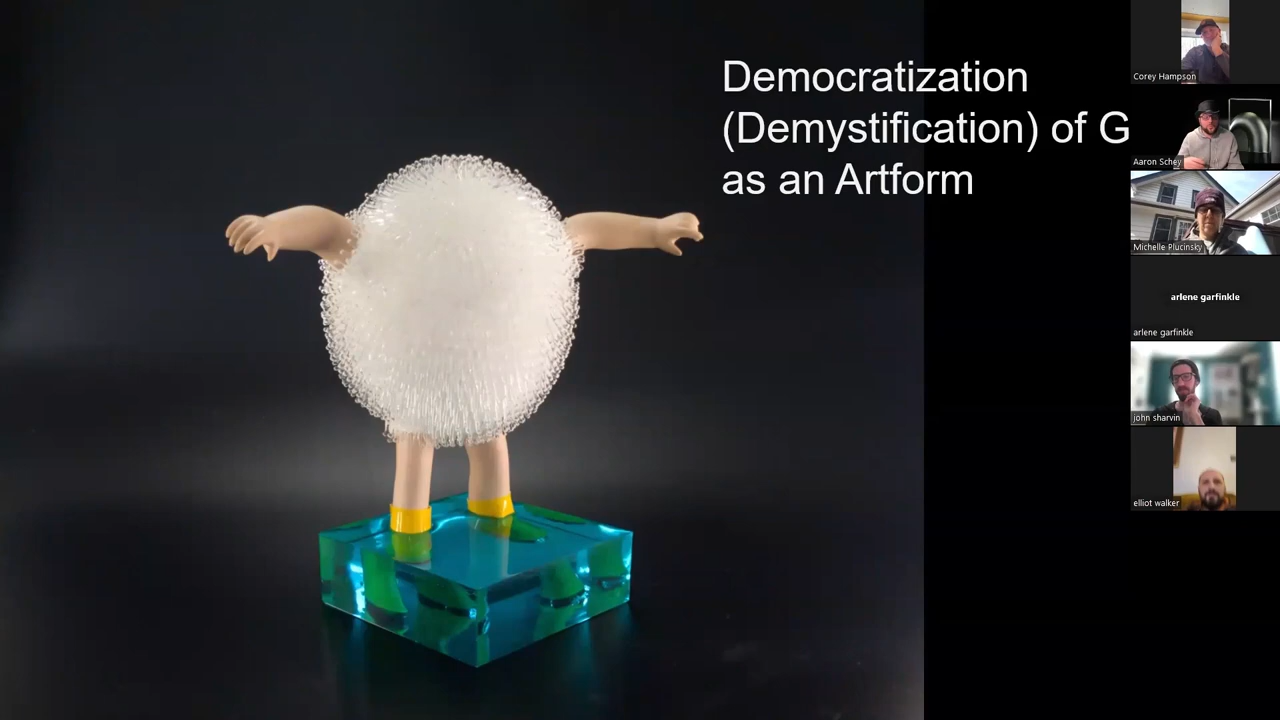 Democratization
(Demystification) of G
as an Artform
Corey Hampson
Aaron Schey
Michelle Plucinsky
arlene garfinkle
arlene garfinkle
john sharvin
elliot walker